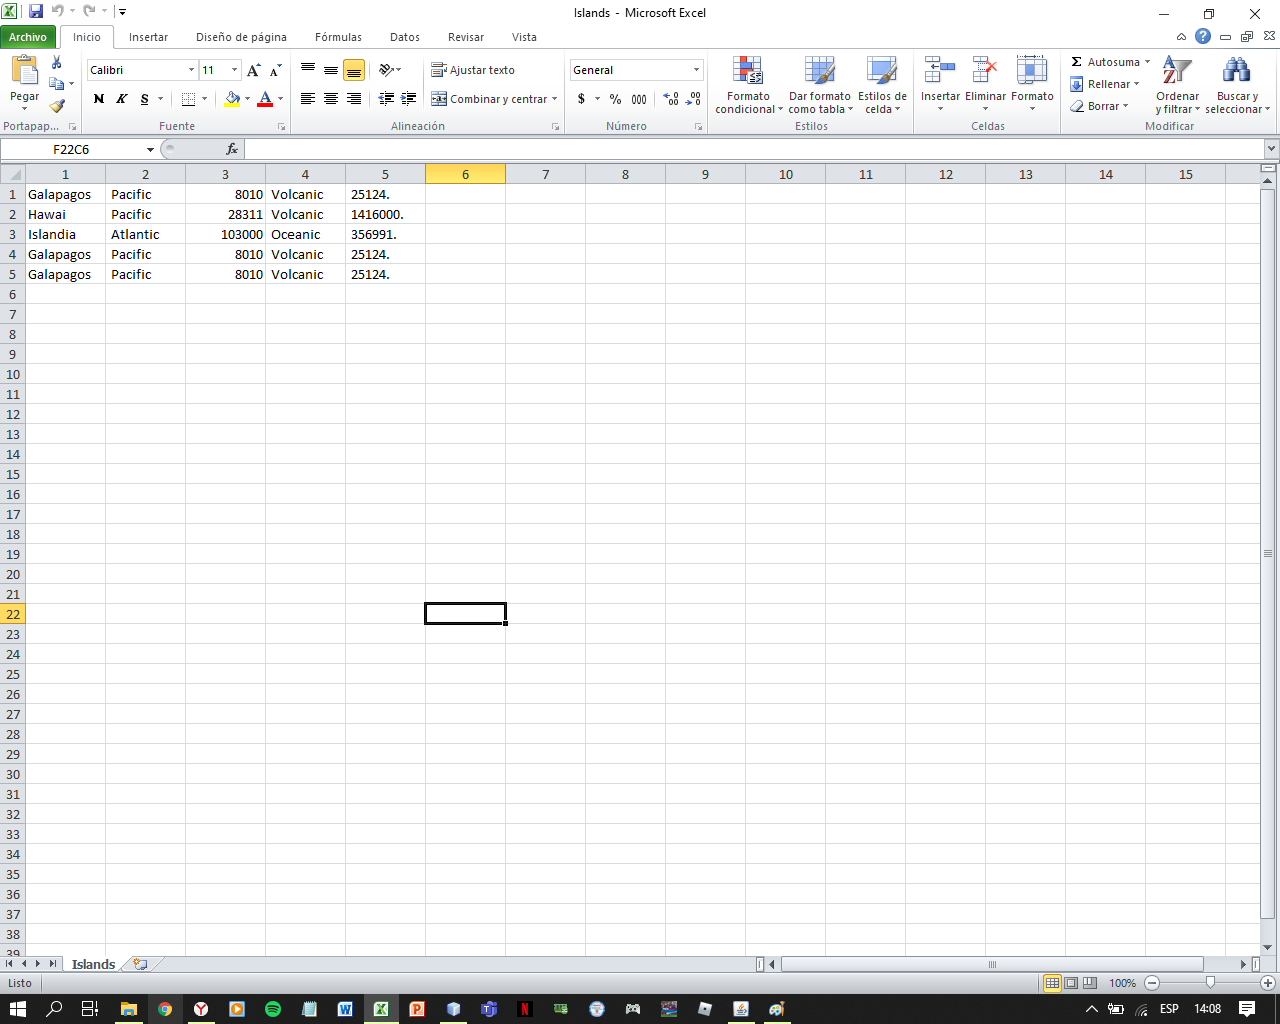 Islands - Microsoft Excel
Archivo Inicio Insertar Diseño de página Fórmulas Datos Revisar Vista
Pegar
Portapap...
Calibri 11
N K S
Fuente
Ajustar texto
Combinar y centrar
Alineación
General
$ % 000
Número
Formato condicional
Dar formato como tabla
Estilos de celda
Estilos
Insertar Eliminar Formato
Celdas
Σ Autosuma
Rellenar
Borrar
Ordenar y filtrar
Buscar y seleccionar
Modificar
F22C6 fx
1 2 3 4 5 6 7 8 9 10 11 12 13 14 15
1 Galapagos Pacific 8010 Volcanic 25124.
2 Hawai Pacific 28311 Volcanic 1416000.
3 Islandia Atlantic 103000 Oceanic 356991.
4 Galapagos Pacific 8010 Volcanic 25124.
5 Galapagos Pacific 8010 Volcanic 25124.
6
7
8
9
10
11
12
13
14
15
16
17
18
19
20
21
22
23
24
25
26
27
28
29
30
31
32
33
34
35
36
37
38
39
Islands
Listo 100%
ESP 14:08